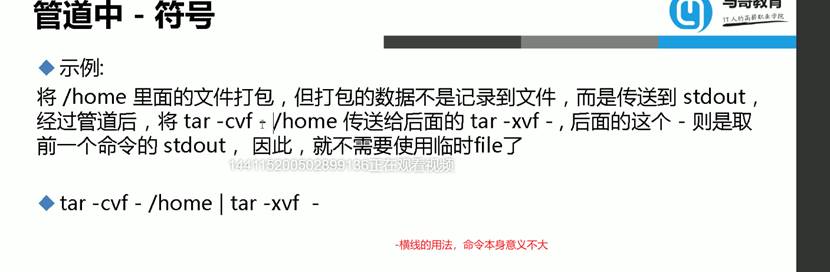 管道中 - 符号
马哥教育
IT人的高薪职业学院
示例:
将 /home 里面的文件打包，但打包的数据不是记录到文件，而是传送到 stdout，
经过管道后，将 tar -cvf - /home 传送给后面的 tar -xvf - , 后面的这个 - 则是取
前一个命令的 stdout， 因此，就不需要使用临时file了
144115200502899136正在观看视频
tar -cvf - /home | tar -xvf -
-横线的用法，命令本身意义不大